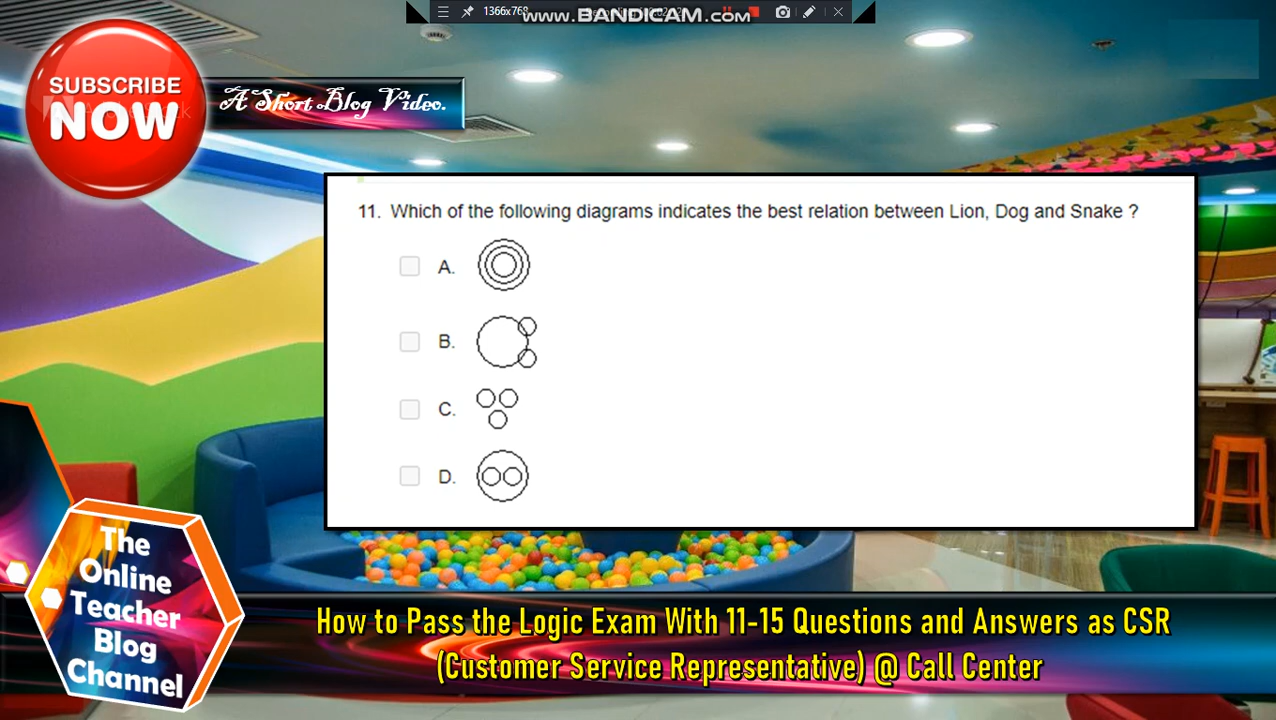 1366x768
www.BANDICAM.com
SUBSCRIBE
NOW
A Short Blog Video.
11. Which of the following diagrams indicates the best relation between Lion, Dog and Snake ?
A.
B.
C.
D.
The
Online
Teacher
Blog
Channel
How to Pass the Logic Exam With 11-15 Questions and Answers as CSR
(Customer Service Representative) @ Call Center